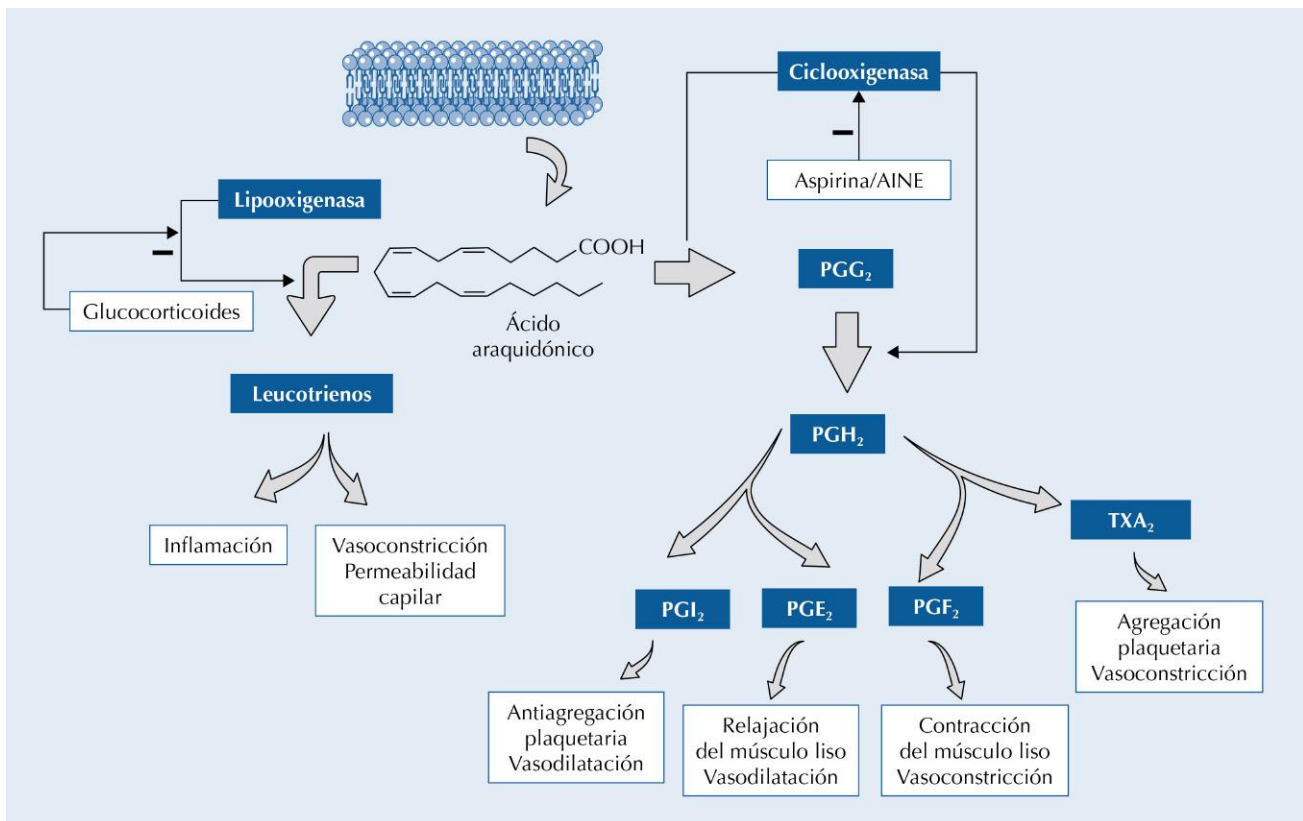 Ciclooxigenasa
Aspirina/AINE
Lipooxigenasa
Glucocorticoides
COOH
Ácido
araquidónico
PGG₂
Leucotrienos
PGH₂
Inflamación
Vasoconstricción
Permeabilidad
capilar
TXA₂
PGI₂
PGE₂
PGF₂
Agregación
plaquetaria
Vasoconstricción
Antiagregación
plaquetaria
Vasodilatación
Relajación
del músculo liso
Vasodilatación
Contracción
del músculo liso
Vasoconstricción